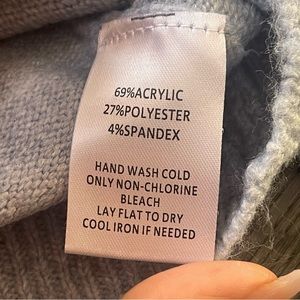 69%ACRYLIC
27%POLYESTER
4%SPANDEX
HAND WASH COLD
ONLY NON-CHLORINE
BLEACH
LAY FLAT TO DRY
COOL IRON IF NEEDED